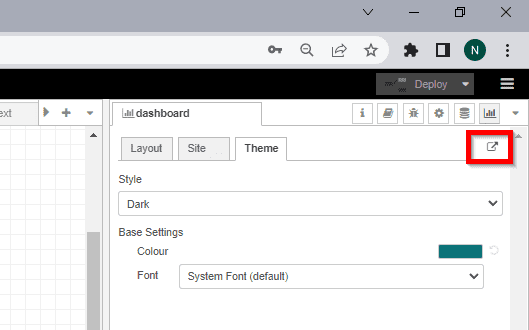 N
Deploy
ext
dashboard
i
Layout
Site
Theme
Style
Dark
Base Settings
Colour
Font
System Font (default)